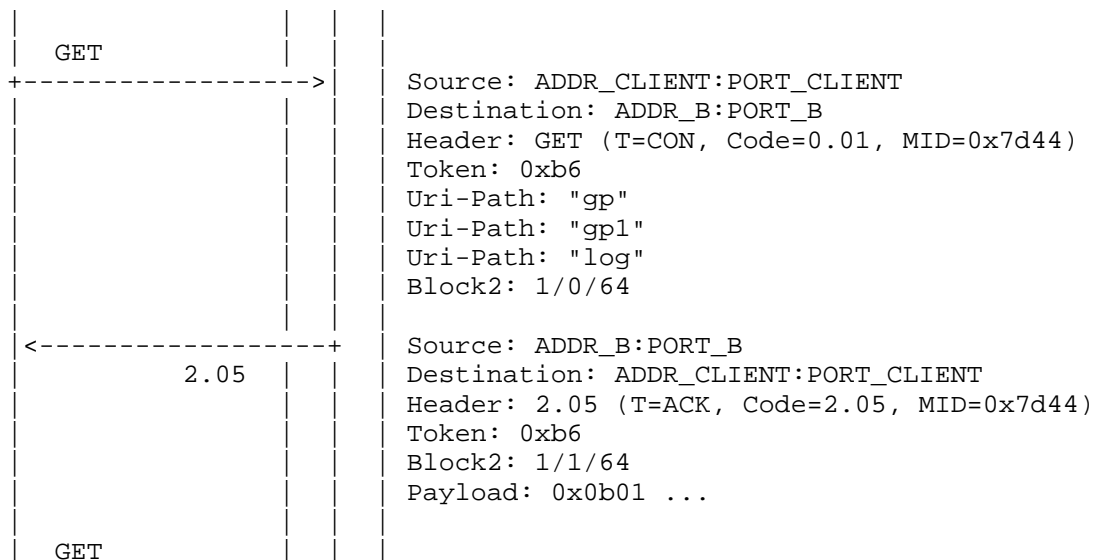 GET
Source: ADDR_CLIENT:PORT_CLIENT
Destination: ADDR_B:PORT_B
Header: GET (T=CON, Code=0.01, MID=0x7d44)
Token: 0xb6
Uri-Path: "gp"
Uri-Path: "gp1"
Uri-Path: "log"
Block2: 1/0/64
Source: ADDR_B:PORT_B
2.05 Destination: ADDR_CLIENT:PORT_CLIENT
Header: 2.05 (T=ACK, Code=2.05, MID=0x7d44)
Token: 0xb6
Block2: 1/1/64
Payload: 0x0b01 ...
GET